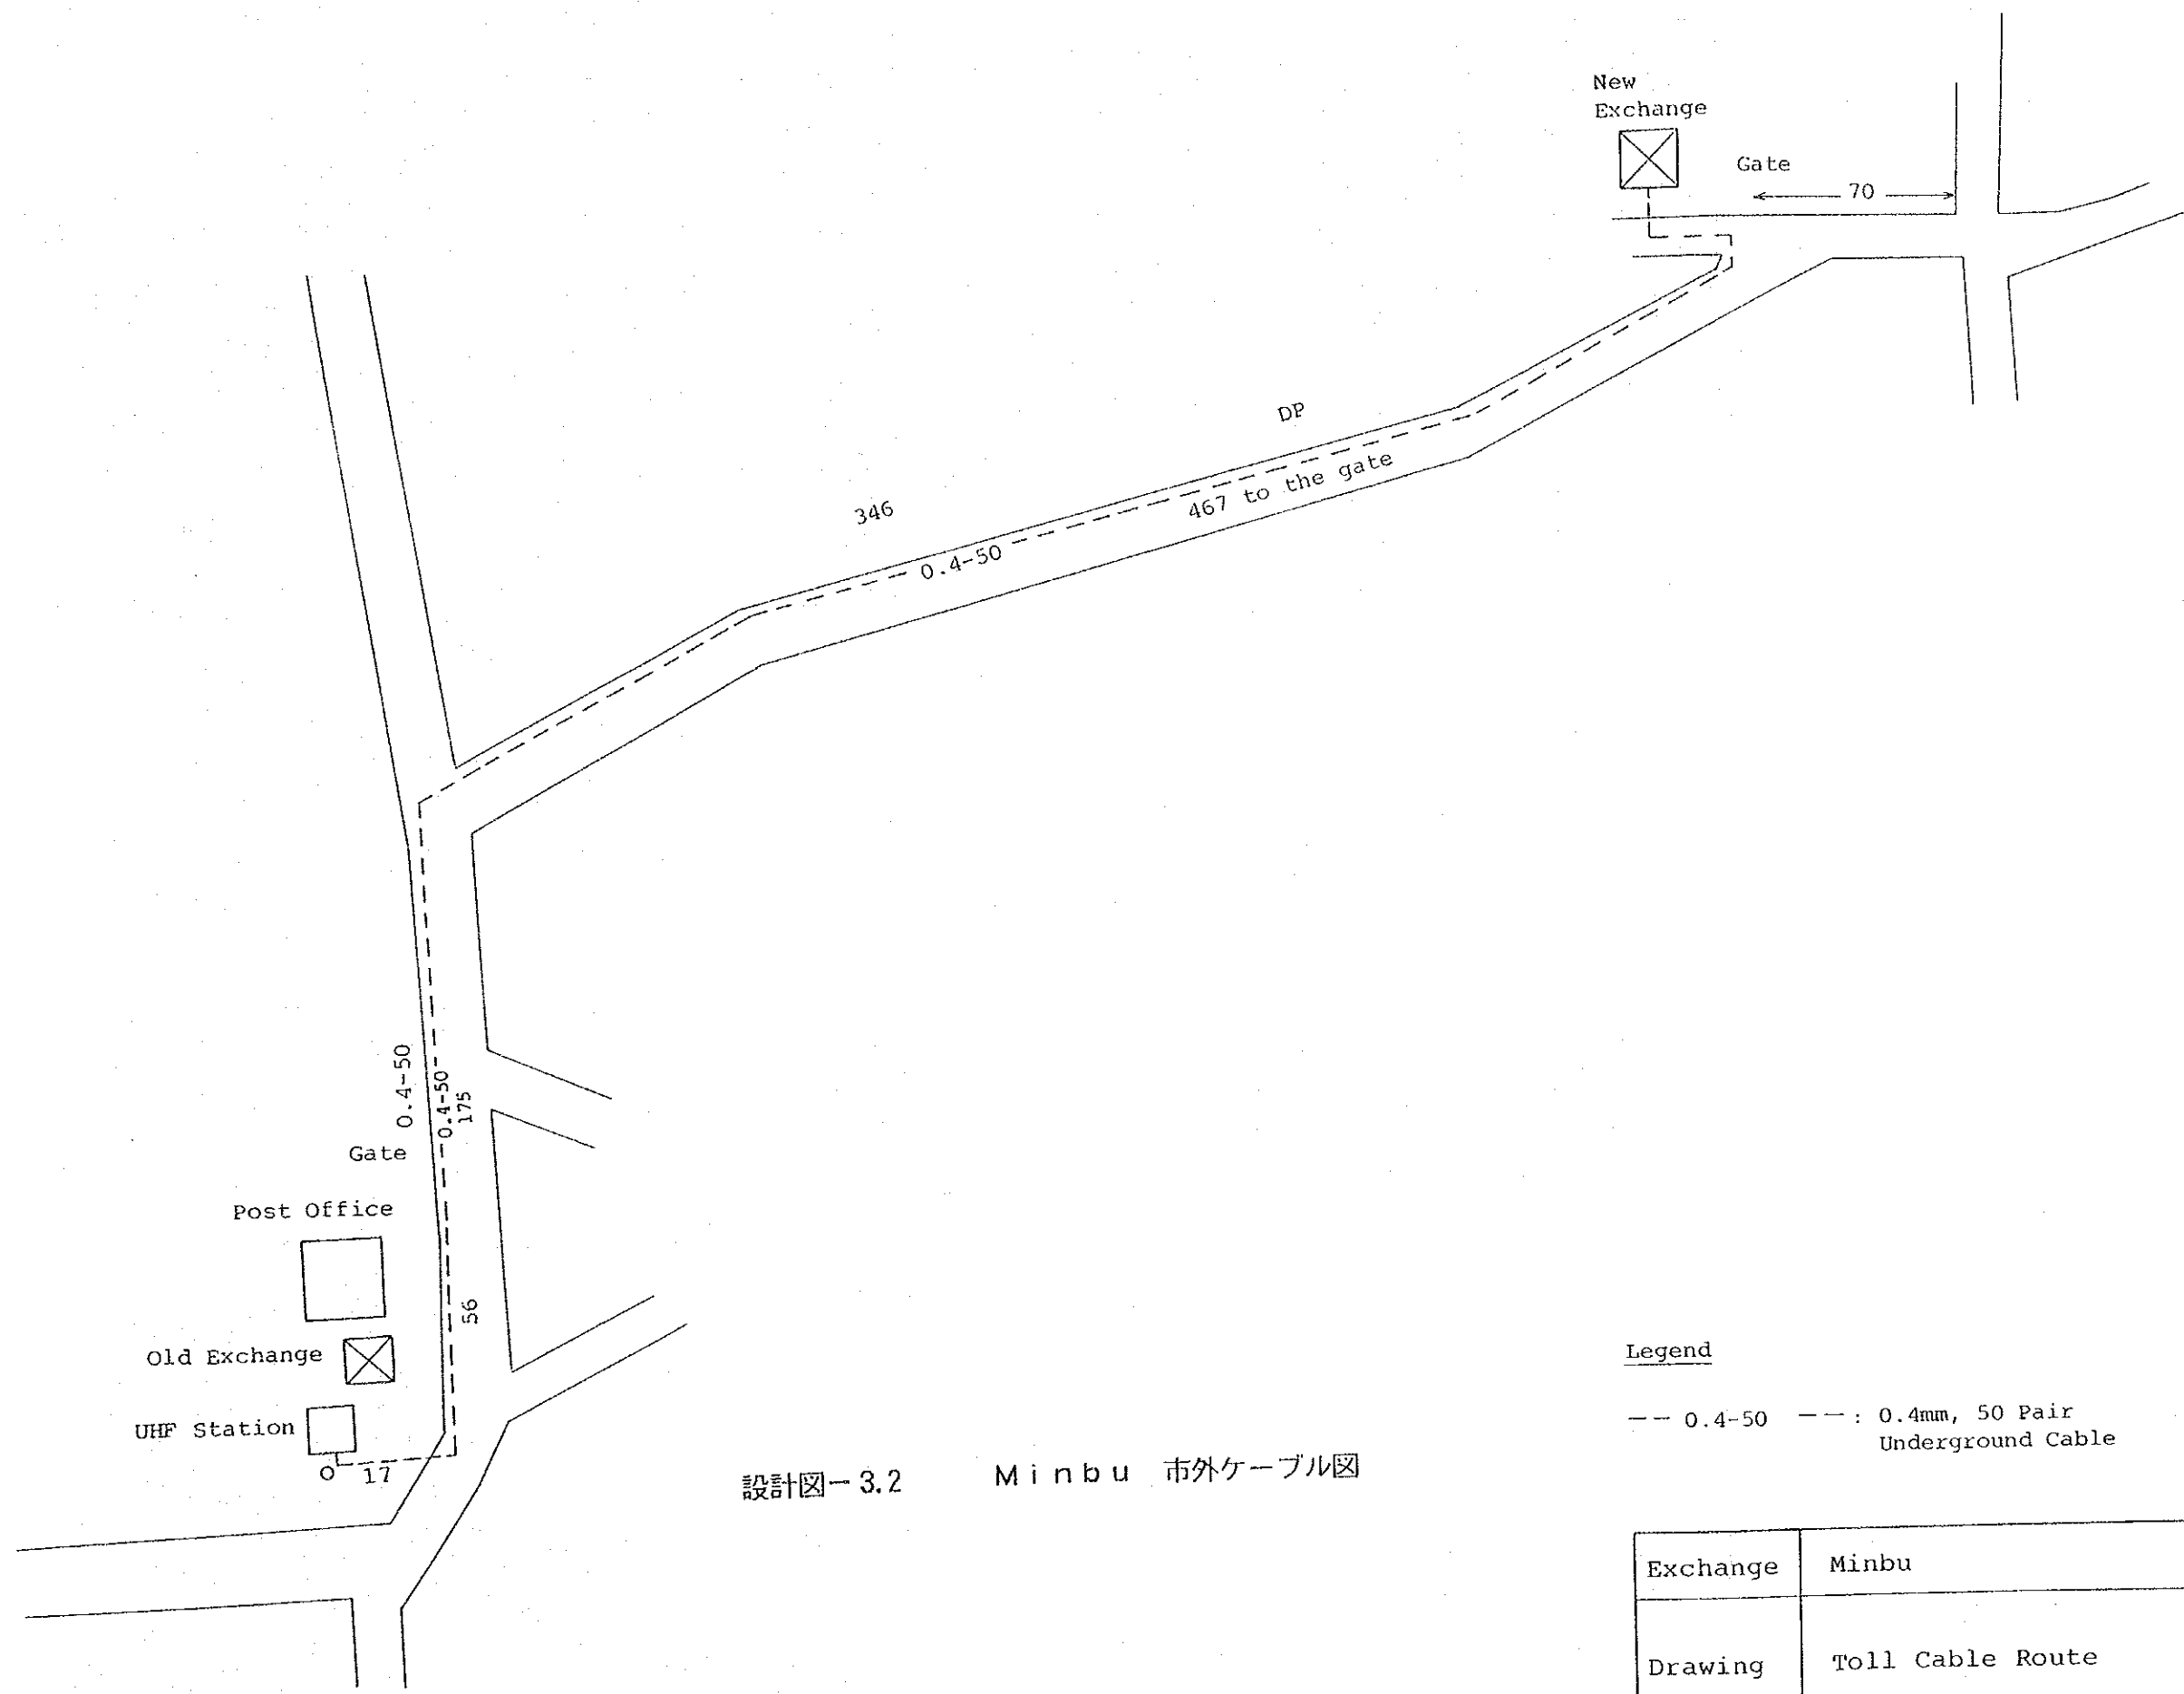 New
Exchange
Gate
70
DP
467 to the gate
346
0.4-50
0.4-50
0.4-50
175
Gate
Post Office
56
Old Exchange
UHF Station
17
Legend
0.4-50 : 0.4mm, 50 Pair
Underground Cable
設計図－3.2 Minbu 市外ケーブル図
Exchange Minbu
Drawing Toll Cable Route